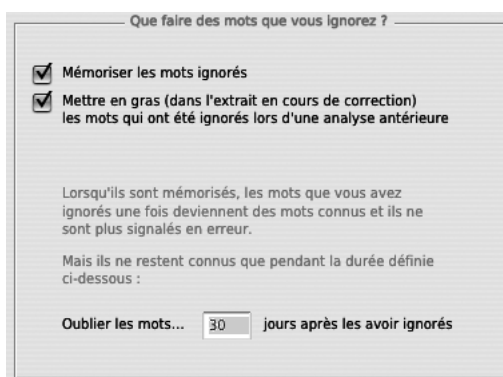 Que faire des mots que vous ignorez ?
Mémoriser les mots ignorés
Mettre en gras (dans l'extrait en cours de correction)
les mots qui ont été ignorés lors d'une analyse antérieure
Lorsqu'ils sont mémorisés, les mots que vous avez
ignorés une fois deviennent des mots connus et ils ne
sont plus signalés en erreur.
Mais ils ne restent connus que pendant la durée définie
ci-dessous :
Oublier les mots... 30 jours après les avoir ignorés